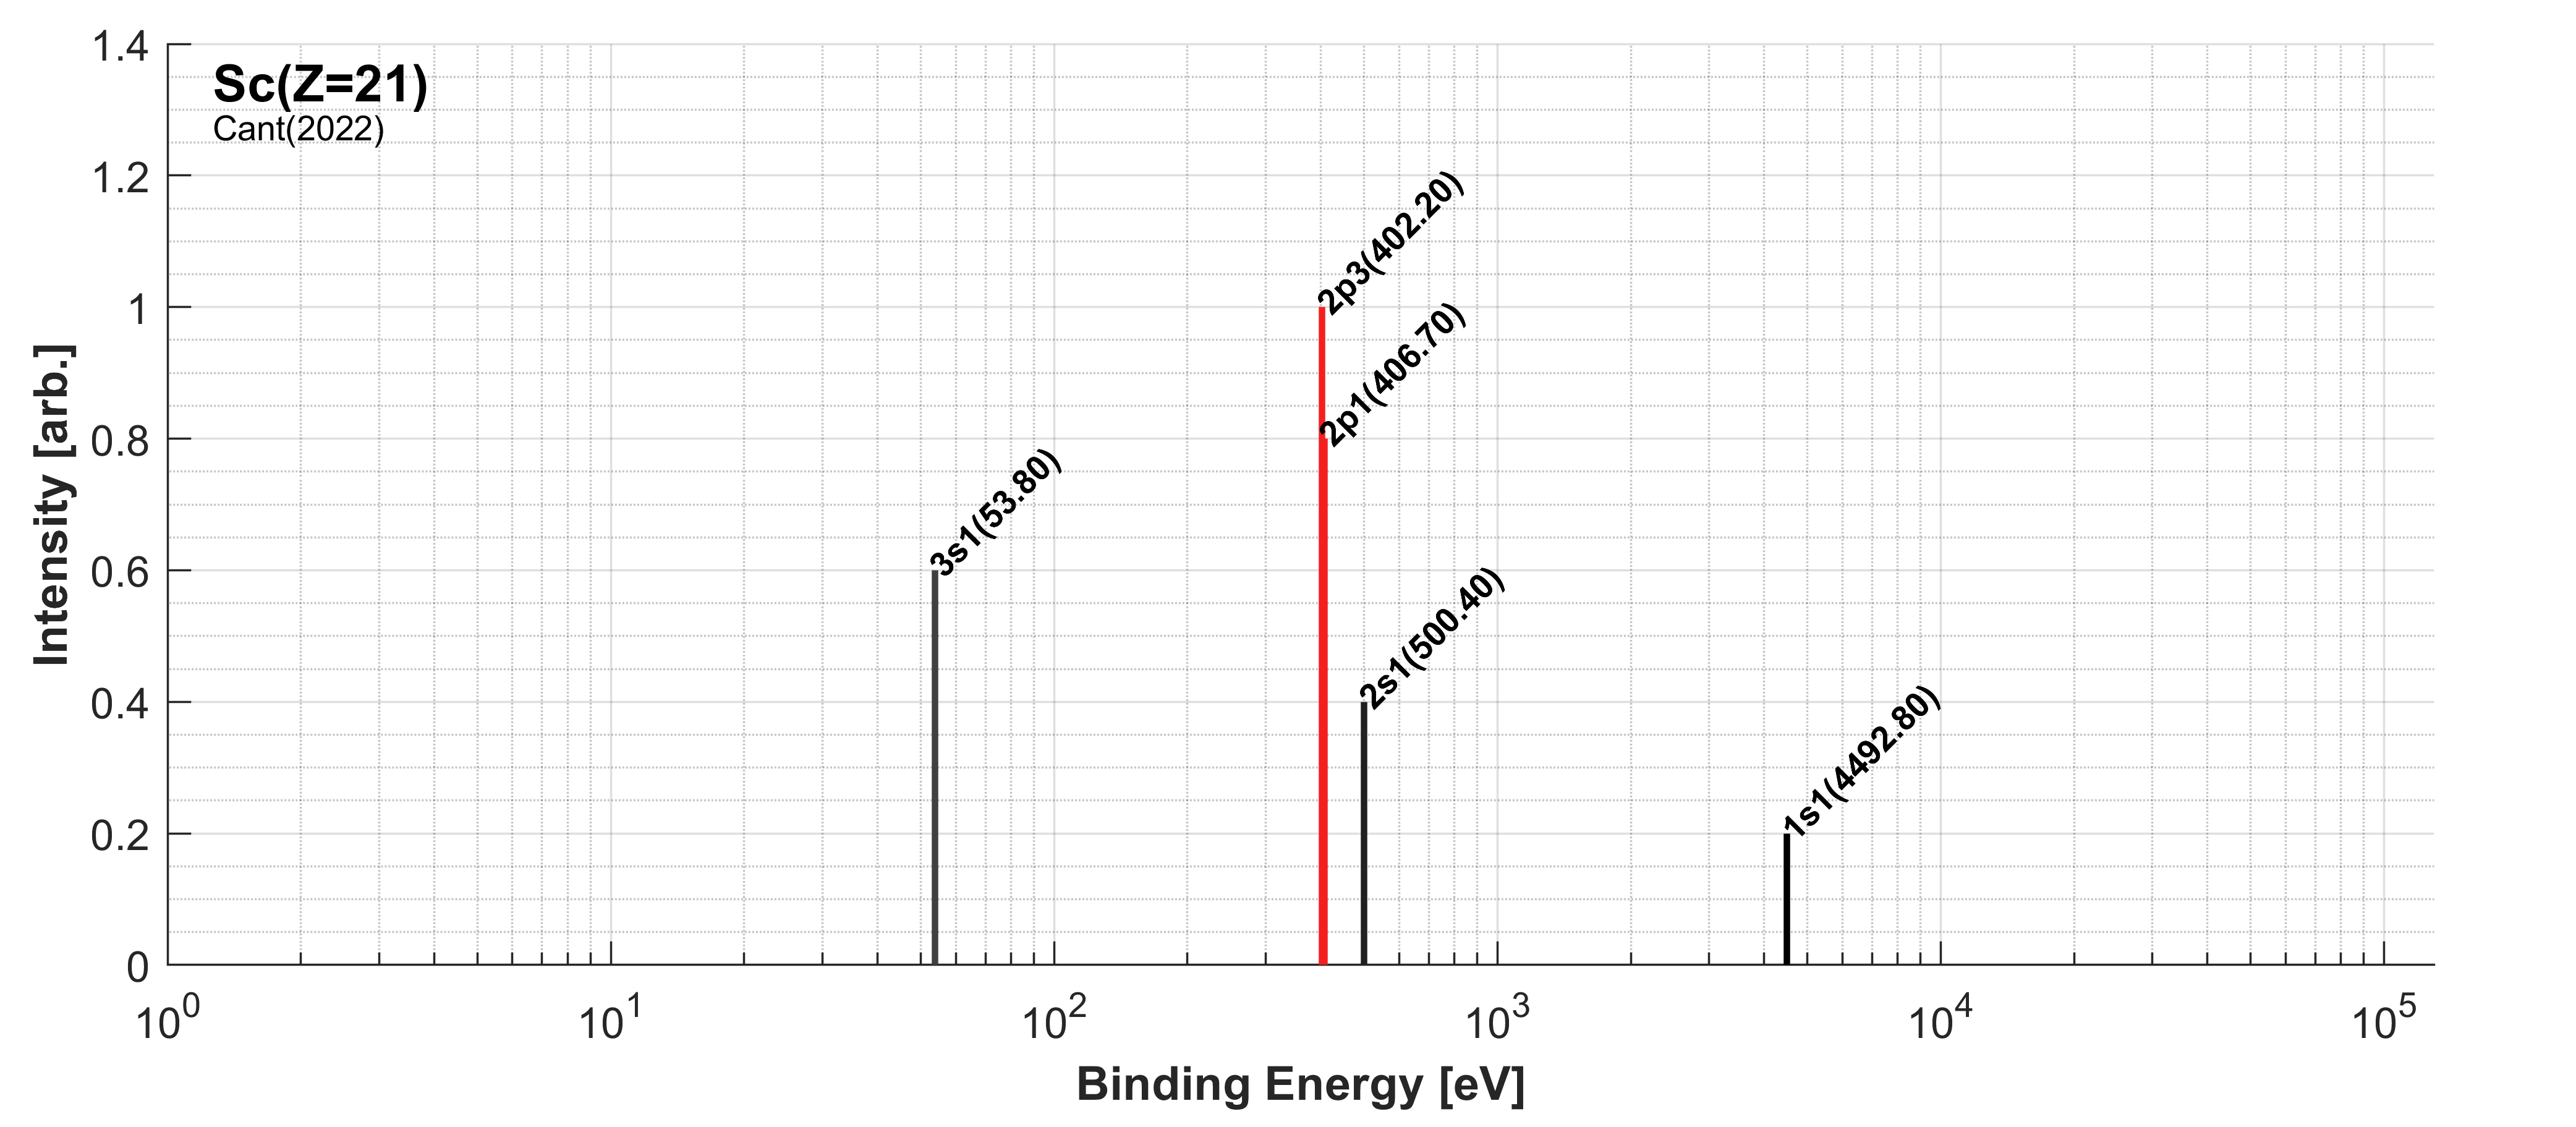 Sc(Z=21)
Cant(2022)
1.4
1.2
1
0.8
0.6
0.4
0.2
0
Intensity [arb.]
3s1(53.80)
2p3(402.20)
2p1(406.70)
2s1(500.40)
1s1(4492.80)
10^0 10^1 10^2 10^3 10^4 10^5
Binding Energy [eV]